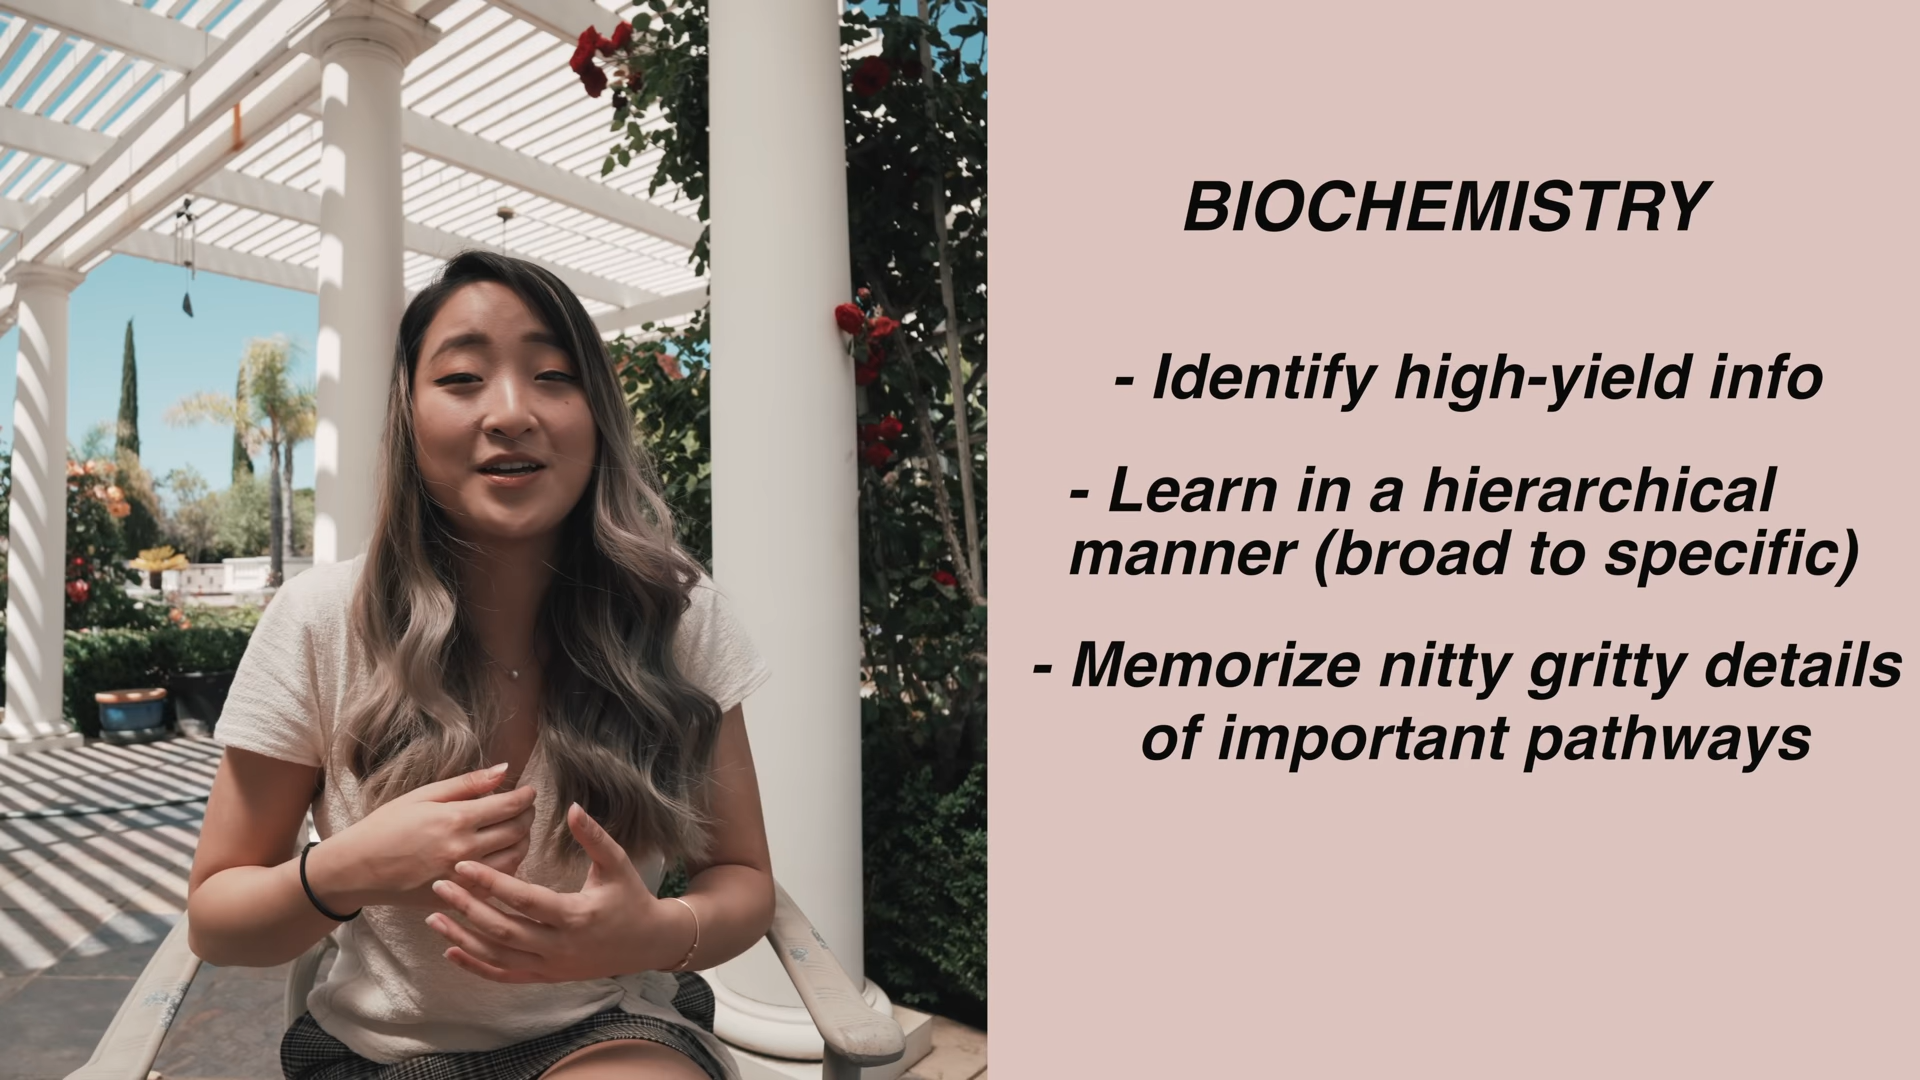 BIOCHEMISTRY
- Identify high-yield info
- Learn in a hierarchical
manner (broad to specific)
- Memorize nitty gritty details
of important pathways